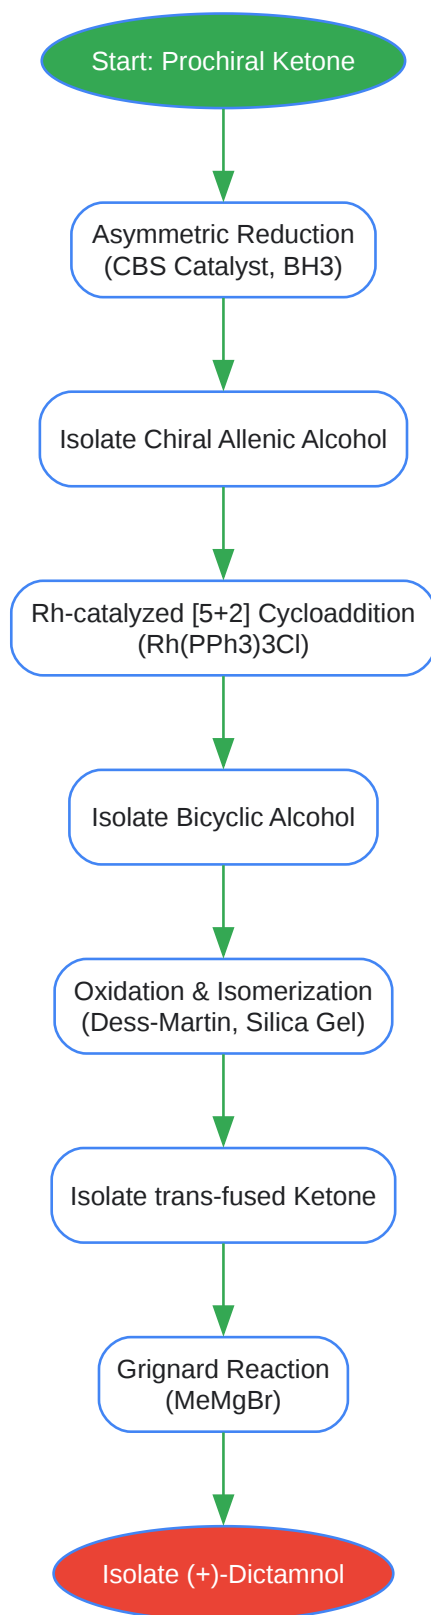 Start: Prochiral Ketone
Asymmetric Reduction
(CBS Catalyst, BH3)
Isolate Chiral Allenic Alcohol
Rh-catalyzed [5+2] Cycloaddition
(Rh(PPh3)3Cl)
Isolate Bicyclic Alcohol
Oxidation & Isomerization
(Dess-Martin, Silica Gel)
Isolate trans-fused Ketone
Grignard Reaction
(MeMgBr)
Isolate (+)-Dictamnol